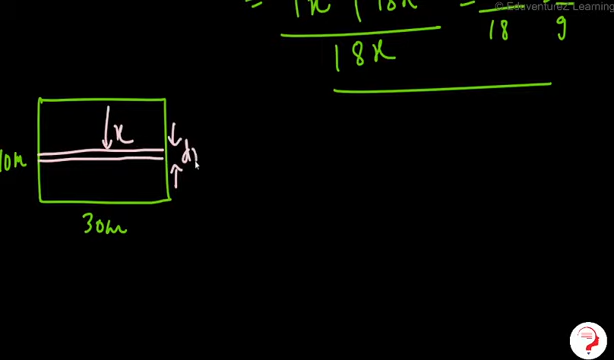 © Eduventurez Learning
=
=
18
9
18x
x
dx
10m
30m